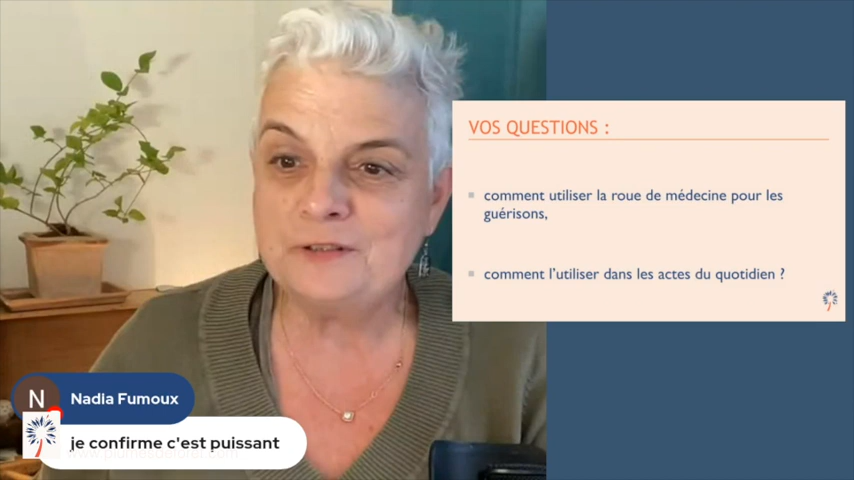 VOS QUESTIONS :
comment utiliser la roue de médecine pour les
guérisons,
comment l'utiliser dans les actes du quotidien ?
N
Nadia Fumoux
je confirme c'est puissant